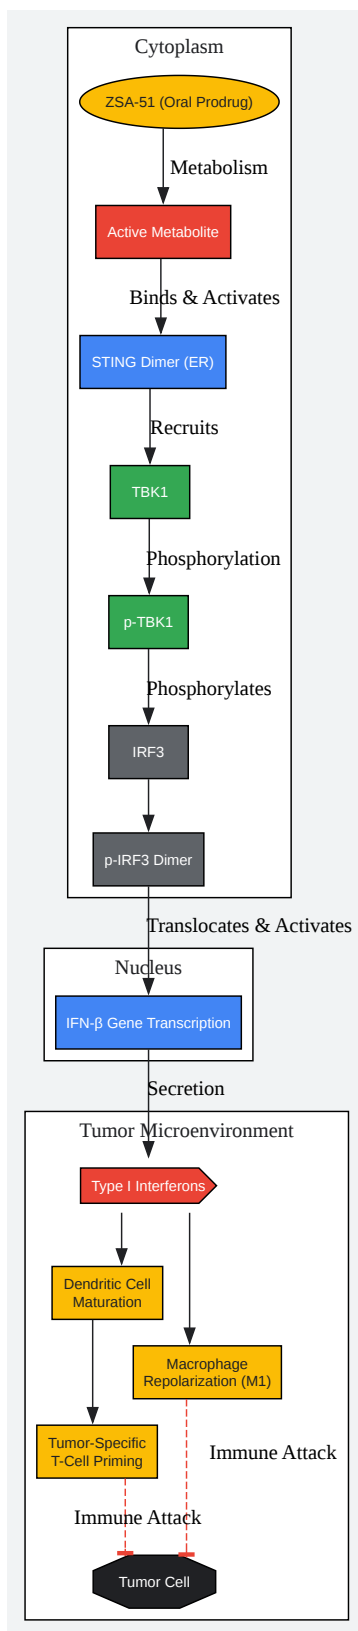 Cytoplasm
ZSA-51 (Oral Prodrug)
Metabolism
Active Metabolite
Binds & Activates
STING Dimer (ER)
Recruits
TBK1
Phosphorylation
p-TBK1
Phosphorylates
IRF3
p-IRF3 Dimer
Translocates & Activates
Nucleus
IFN-β Gene Transcription
Secretion
Tumor Microenvironment
Type I Interferons
Dendritic Cell
Maturation
Macrophage
Repolarization (M1)
Tumor-Specific
T-Cell Priming
Immune Attack
Immune Attack
Tumor Cell